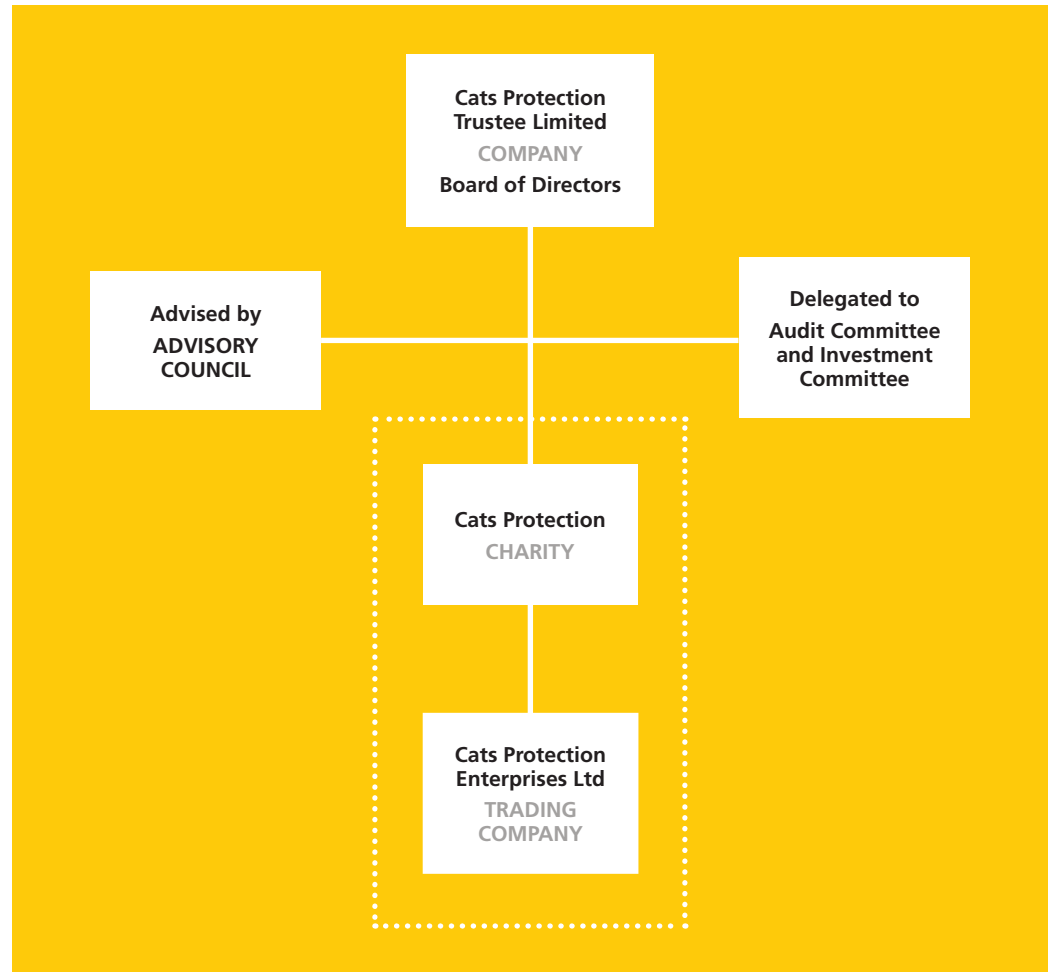 Cats Protection
Trustee Limited
COMPANY
Board of Directors
Advised by
ADVISORY
COUNCIL
Delegated to
Audit Committee
and Investment
Committee
Cats Protection
CHARITY
Cats Protection
Enterprises Ltd
TRADING
COMPANY